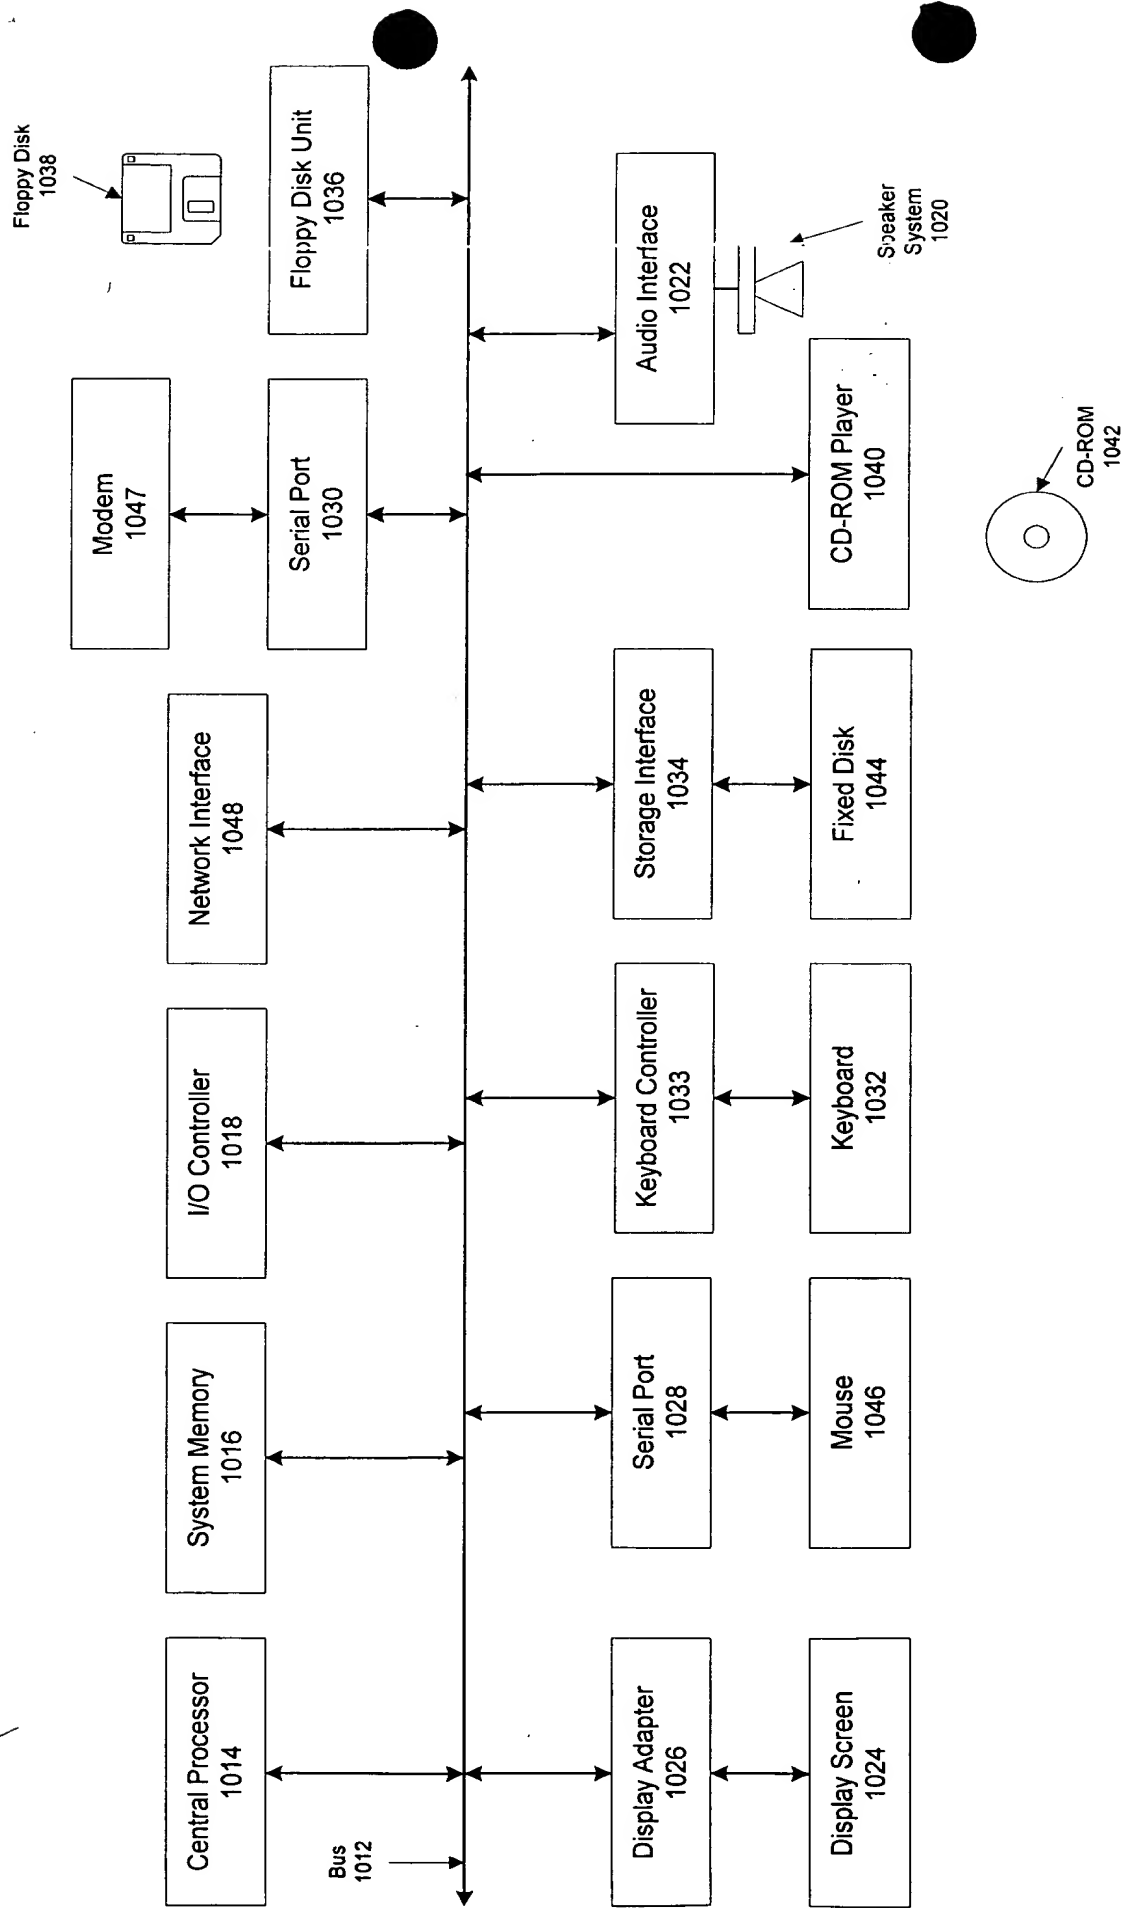 Central Processor
1014
System Memory
1016
I/O Controller
1018
Network Interface
1048
Modem
1047
Serial Port
1030
Floppy Disk
1038
Floppy Disk Unit
1036
Bus
1012
Display Adapter
1026
Display Screen
1024
Serial Port
1028
Mouse
1046
Keyboard Controller
1033
Keyboard
1032
Storage Interface
1034
Fixed Disk
1044
CD-ROM Player
1040
CD-ROM
1042
Audio Interface
1022
Speaker
System
1020